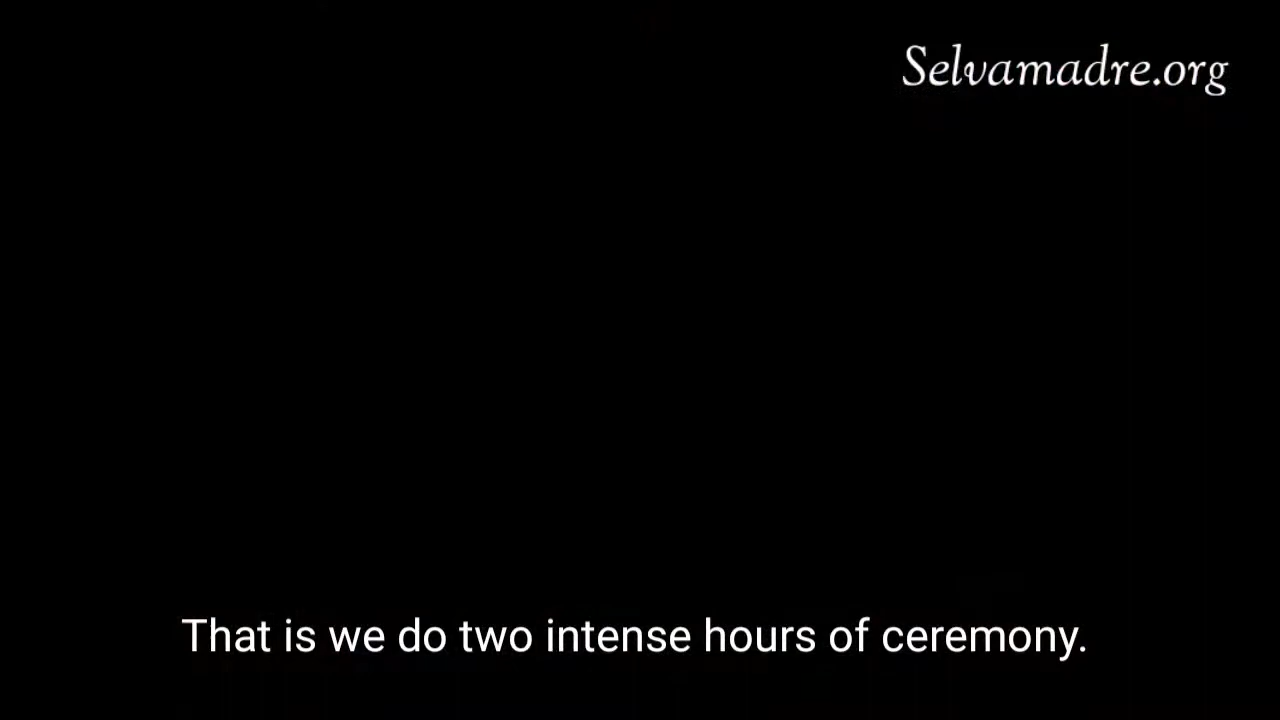 Selvamadre.org
That is we do two intense hours of ceremony.